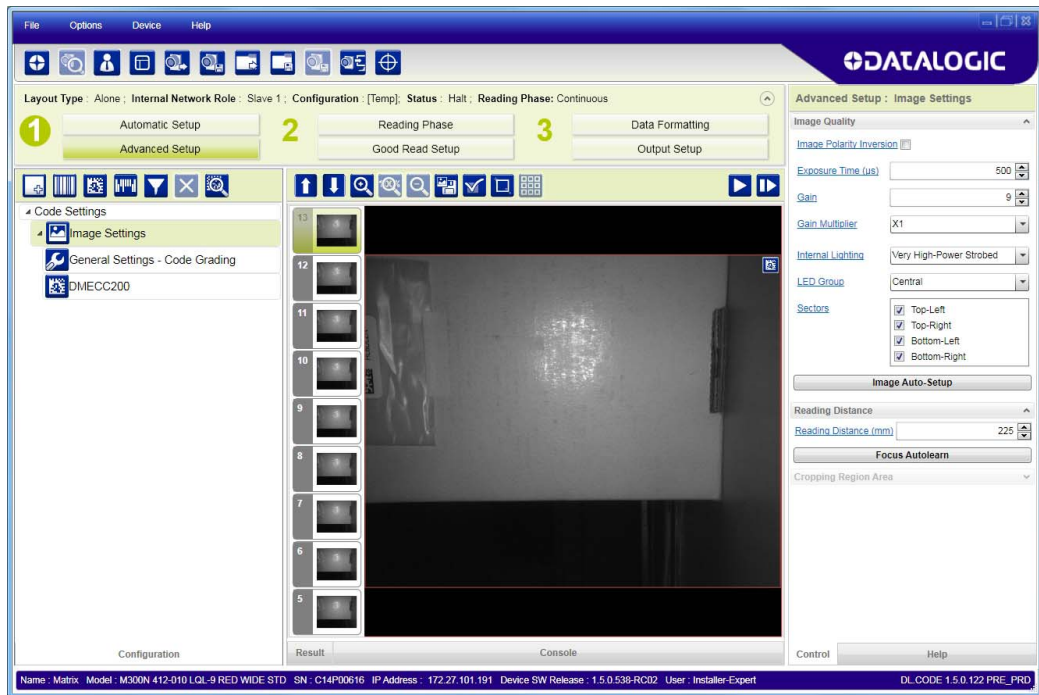 File Options Device Help
DATALOGIC
Layout Type : Alone ; Internal Network Role : Slave 1 ; Configuration : [Temp]; Status : Halt ; Reading Phase: Continuous
1 Automatic Setup 2 Reading Phase 3 Data Formatting
Advanced Setup Good Read Setup Output Setup
Advanced Setup : Image Settings
Image Quality
Image Polarity Inversion
Exposure Time (µs) 500
Gain 9
Gain Multiplier X1
Internal Lighting Very High-Power Strobed
LED Group Central
Sectors Top-Left
Top-Right
Bottom-Left
Bottom-Right
Image Auto-Setup
Reading Distance
Reading Distance (mm) 225
Focus Autolearn
Cropping Region Area
Code Settings
Image Settings
General Settings - Code Grading
DMECC200
13
12
11
10
9
8
7
6
5
Configuration
Result Console
Control Help
Name : Matrix Model : M300N 412-010 LQL-9 RED WIDE STD SN : C14P00616 IP Address : 172.27.101.191 Device SW Release : 1.5.0.538-RC02 User : Installer-Expert DL.CODE 1.5.0.122 PRE_PRD